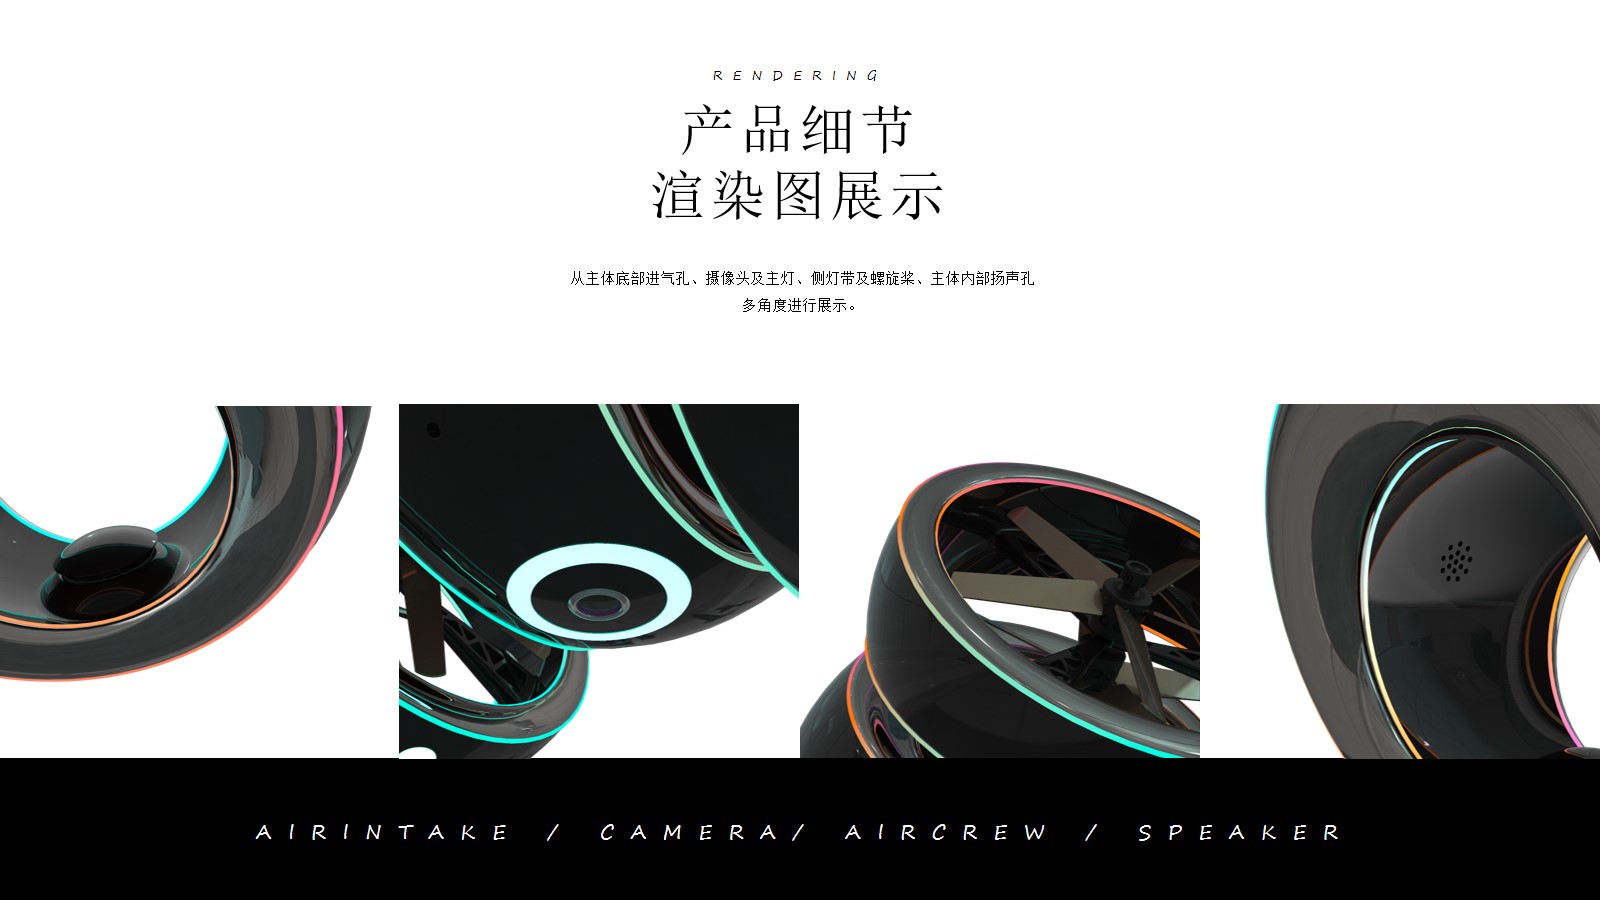 RENDERING
产品细节
渲染图展示
从主体底部进气孔、摄像头及主灯、侧灯带及螺旋桨、主体内部扬声孔
多角度进行展示。
AIRINTAKE / CAMERA/ AIRCREW / SPEAKER